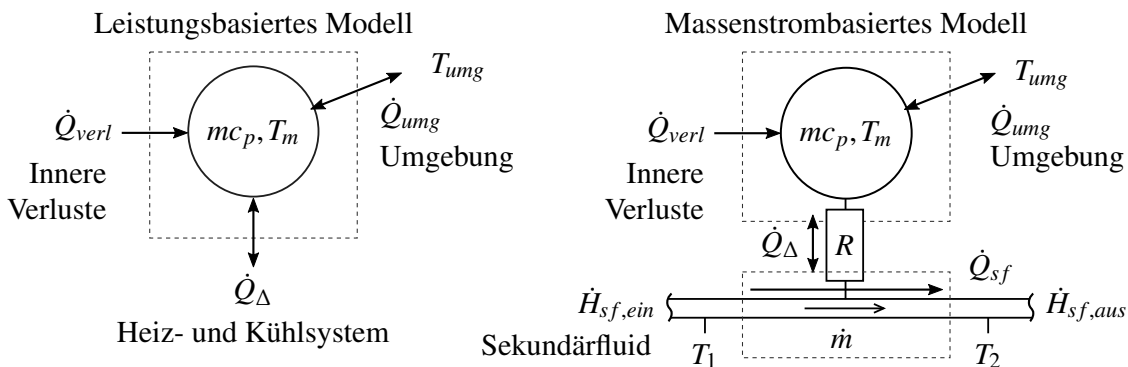 Leistungsbasiertes Modell
T_umg
Q̇_verl
mc_p, T_m
Q̇_umg
Umgebung
Innere
Verluste
Q̇_Δ
Heiz- und Kühlsystem
Massenstrombasiertes Modell
T_umg
Q̇_verl
mc_p, T_m
Q̇_umg
Umgebung
Innere
Verluste
Q̇_Δ
R
Q̇_sf
Ḣ_sf,ein
Ḣ_sf,aus
Sekundärfluid
T_1
ṁ
T_2